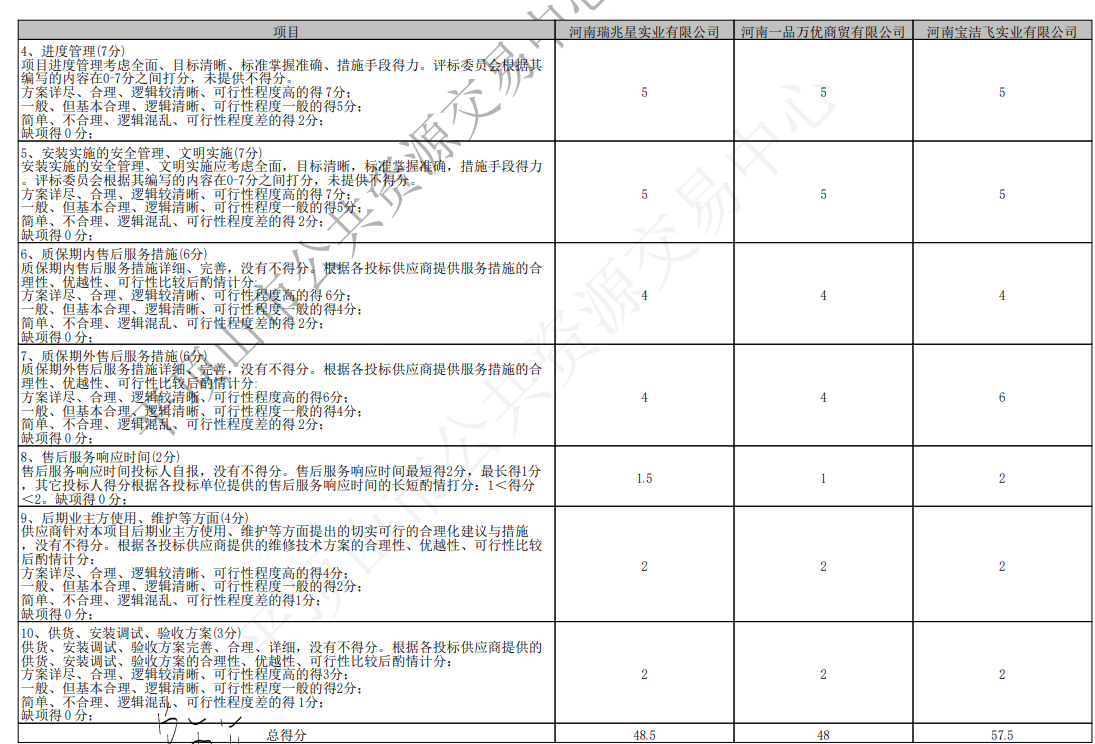 项目 河南瑞兆星实业有限公司 河南一品万优商贸有限公司 河南宝洁飞实业有限公司
4、进度管理(7分)
项目进度管理考虑全面、目标清晰、标准掌握准确、措施手段得力。评标委员会根据其
编写的内容在0-7分之间打分，未提供不得分。
方案详尽、合理、逻辑较清晰、可行性程度高的得 7分；
一般、但基本合理、逻辑清晰、可行性程度一般的得5分；
简单、不合理、逻辑混乱、可行性程度差的得 2分；
缺项得 0 分；
5 5 5
5、安装实施的安全管理、文明实施(7分)
安装实施的安全管理、文明实施应考虑全面，目标清晰，标准掌握准确，措施手段得力
。评标委员会根据其编写的内容在0-7分之间打分，未提供不得分。
方案详尽、合理、逻辑较清晰、可行性程度高的得 7分；
一般、但基本合理、逻辑清晰、可行性程度一般的得5分；
简单、不合理、逻辑混乱、可行性程度差的得 2分；
缺项得 0 分；
5 5 5
6、质保期内售后服务措施(6分)
质保期内售后服务措施详细、完善，没有不得分。根据各投标供应商提供服务措施的合
理性、优越性、可行性比较后酌情计分。
方案详尽、合理、逻辑较清晰、可行性程度高的得 6分；
一般、但基本合理、逻辑清晰、可行性程度一般的得4分；
简单、不合理、逻辑混乱、可行性程度差的得 2分；
缺项得 0 分；
4 4 4
7、质保期外售后服务措施(6分)
质保期外售后服务措施详细、完善，没有不得分。根据各投标供应商提供服务措施的合
理性、优越性、可行性比较后酌情计分：
方案详尽、合理、逻辑较清晰、可行性程度高的得6分；
一般、但基本合理、逻辑清晰、可行性程度一般的得4分；
简单、不合理、逻辑混乱、可行性程度差的得 2分；
缺项得 0 分；
4 4 6
8、售后服务响应时间(2分)
售后服务响应时间投标人自报，没有不得分。售后服务响应时间最短得2分，最长得1分
，其它投标人得分根据各投标单位提供的售后服务响应时间的长短酌情打分：1＜得分
＜2。缺项得 0 分；
1.5 1 2
9、后期业主方使用、维护等方面(4分)
供应商针对本项目后期业主方使用、维护等方面提出的切实可行的合理化建议与措施
，没有不得分。根据各投标供应商提供的维修技术方案的合理性、优越性、可行性比较
后酌情计分：
方案详尽、合理、逻辑较清晰、可行性程度高的得4分；
一般、但基本合理、逻辑清晰、可行性程度一般的得2分；
简单、不合理、逻辑混乱、可行性程度差的得1分；
缺项得 0 分；
2 2 2
10、供货、安装调试、验收方案(3分)
供货、安装调试、验收方案完善、合理、详细，没有不得分。根据各投标供应商提供的
供货、安装调试、验收方案的合理性、优越性、可行性比较后酌情计分：
方案详尽、合理、逻辑较清晰、可行性程度高的得3分；
一般、但基本合理、逻辑清晰、可行性程度一般的得2分；
简单、不合理、逻辑混乱、可行性程度差的得 1分；
缺项得 0 分；
2 2 2
总得分 48.5 48 57.5
平顶山市公共资源交易中心
平顶山市公共资源交易中心